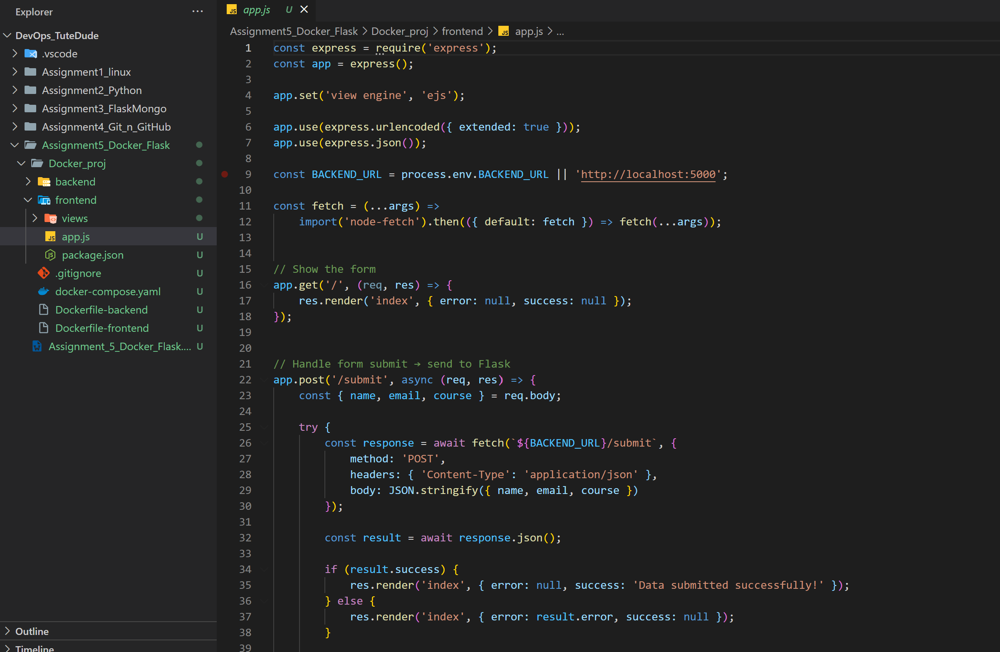 Explorer
DevOps_TuteDude
.vscode
Assignment1_linux
Assignment2_Python
Assignment3_FlaskMongo
Assignment4_Git_n_GitHub
Assignment5_Docker_Flask
Docker_proj
backend
frontend
views
app.js U
package.json U
.gitignore U
docker-compose.yaml U
Dockerfile-backend U
Dockerfile-frontend U
Assignment_5_Docker_Flask.... U
Outline
Timeline
app.js U
Assignment5_Docker_Flask > Docker_proj > frontend > app.js > ...
1 const express = require('express');
2 const app = express();
3
4 app.set('view engine', 'ejs');
5
6 app.use(express.urlencoded({ extended: true }));
7 app.use(express.json());
8
9 const BACKEND_URL = process.env.BACKEND_URL || 'http://localhost:5000';
10
11 const fetch = (...args) =>
12 import('node-fetch').then(({ default: fetch }) => fetch(...args));
13
14
15 // Show the form
16 app.get('/', (req, res) => {
17 res.render('index', { error: null, success: null });
18 });
19
20
21 // Handle form submit → send to Flask
22 app.post('/submit', async (req, res) => {
23 const { name, email, course } = req.body;
24
25 try {
26 const response = await fetch(`${BACKEND_URL}/submit`, {
27 method: 'POST',
28 headers: { 'Content-Type': 'application/json' },
29 body: JSON.stringify({ name, email, course })
30 });
31
32 const result = await response.json();
33
34 if (result.success) {
35 res.render('index', { error: null, success: 'Data submitted successfully!' });
36 } else {
37 res.render('index', { error: result.error, success: null });
38 }
39